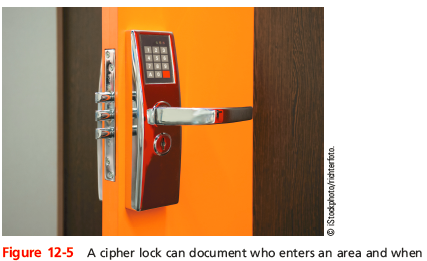 © iStockphoto/richterfoto.
Figure 12-5 A cipher lock can document who enters an area and when